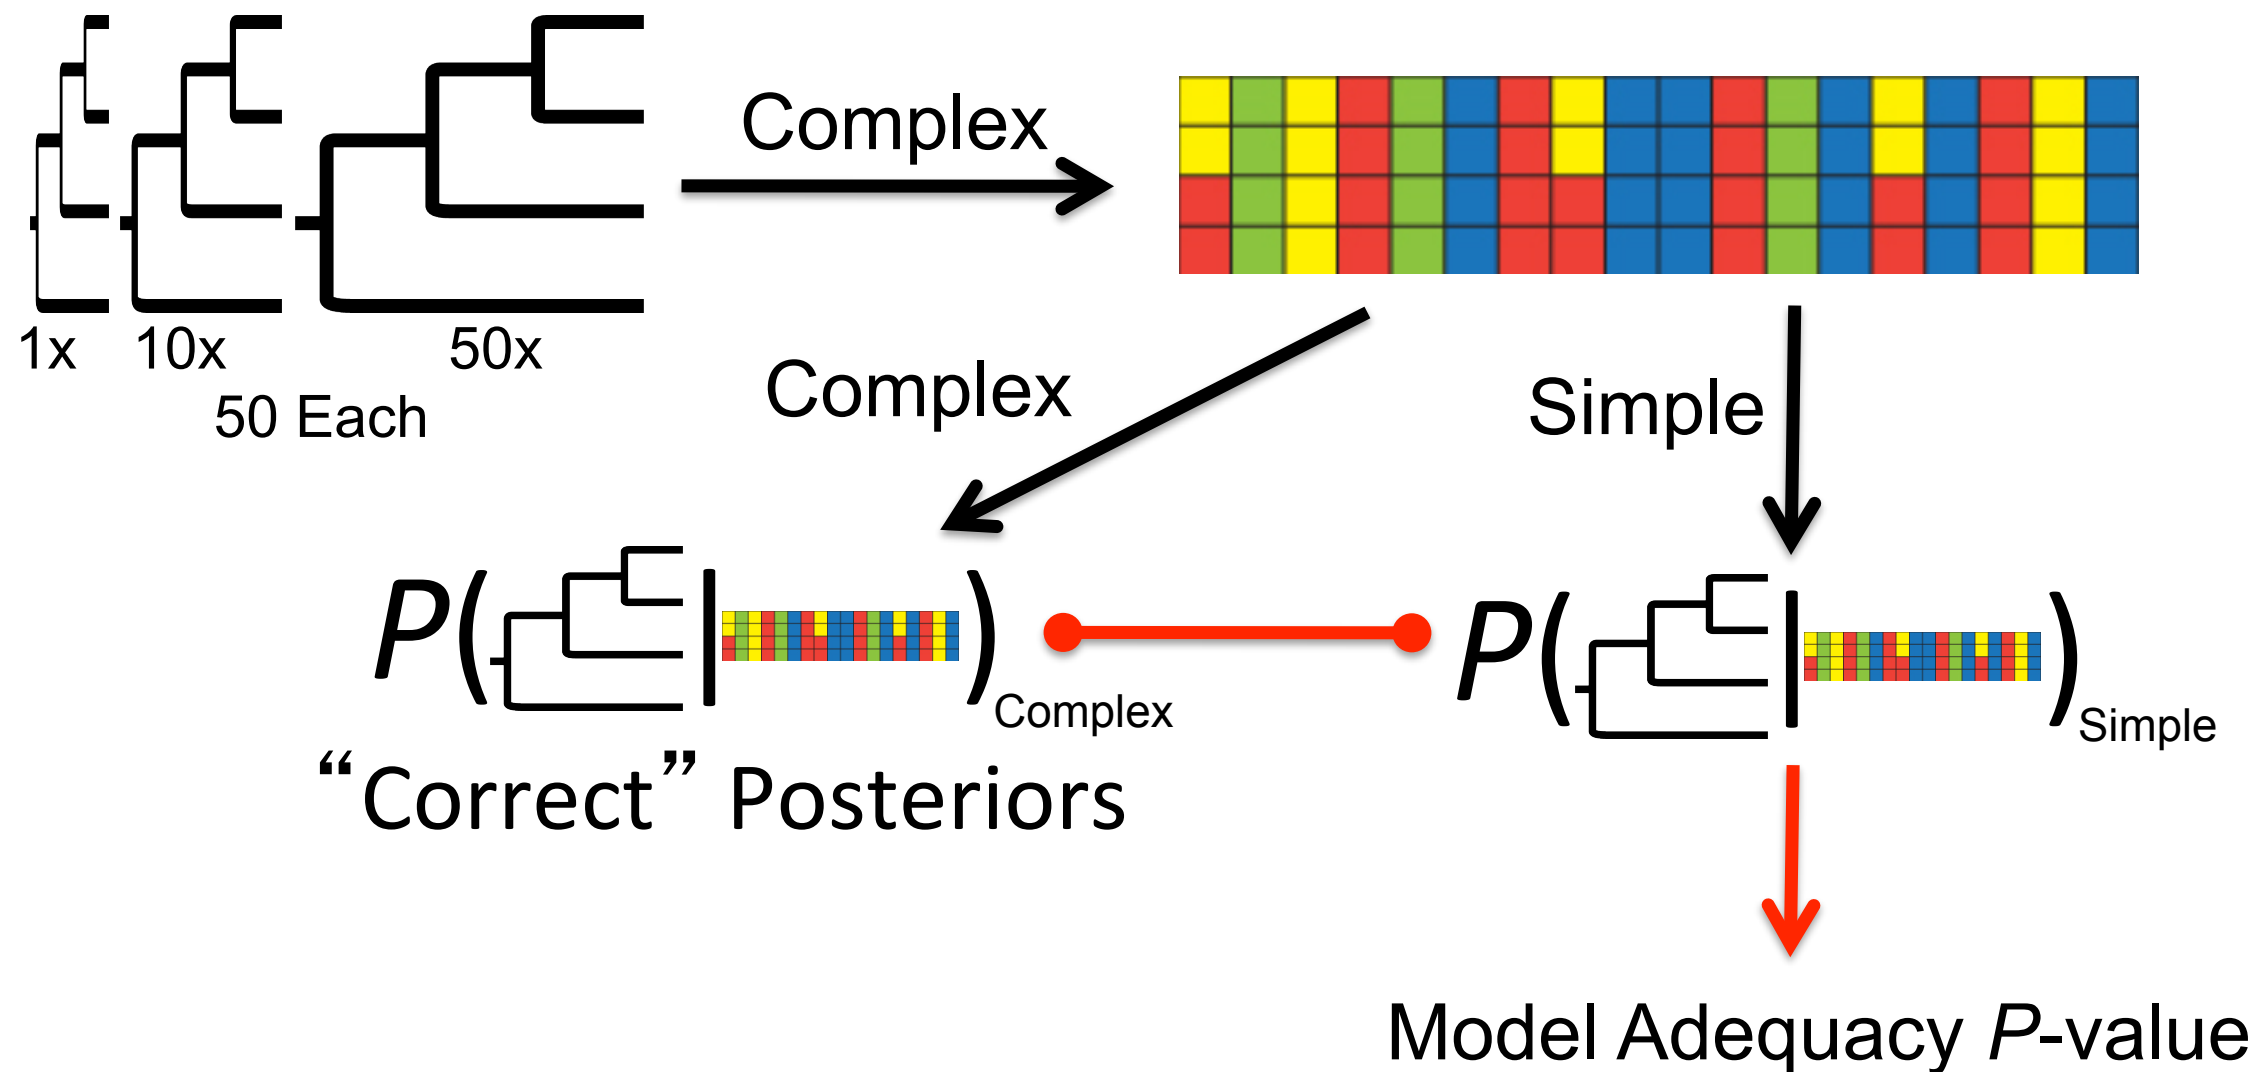 Complex
1x 10x 50x
50 Each
Complex
Simple
P( | )Complex
P( | )Simple
“Correct” Posteriors
Model Adequacy P-value